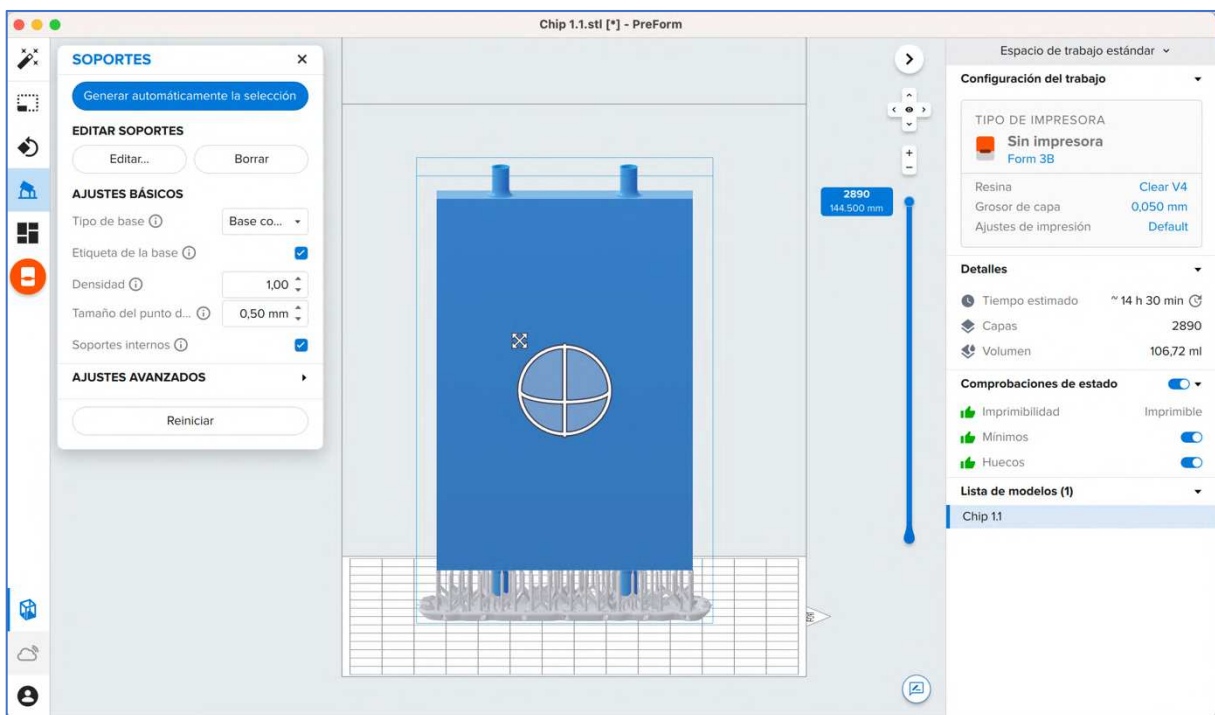 Chip 1.1.stl [*] - PreForm
SOPORTES
Generar automáticamente la selección
EDITAR SOPORTES
Editar...
Borrar
AJUSTES BÁSICOS
Tipo de base
Base co...
Etiqueta de la base
Densidad
1,00
Tamaño del punto d...
0,50 mm
Soportes internos
AJUSTES AVANZADOS
Reiniciar
2890
144.500 mm
Espacio de trabajo estándar
Configuración del trabajo
TIPO DE IMPRESORA
Sin impresora
Form 3B
Resina
Clear V4
Grosor de capa
0,050 mm
Ajustes de impresión
Default
Detalles
Tiempo estimado
~ 14 h 30 min
Capas
2890
Volumen
106,72 ml
Comprobaciones de estado
Imprimibilidad
Imprimible
Mínimos
Huecos
Lista de modelos (1)
Chip 1.1